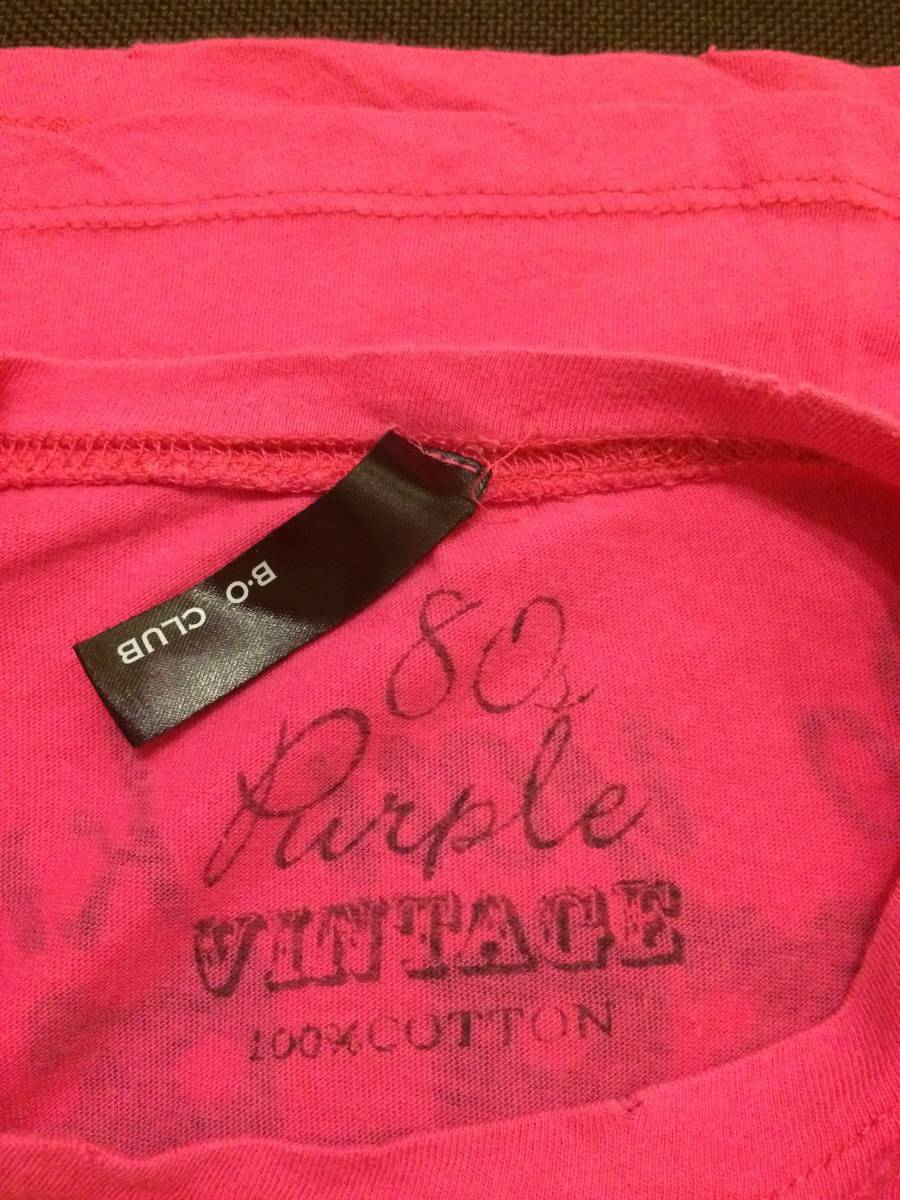 B·O CLUB
80s
Purple
VINTAGE
100%COTTON